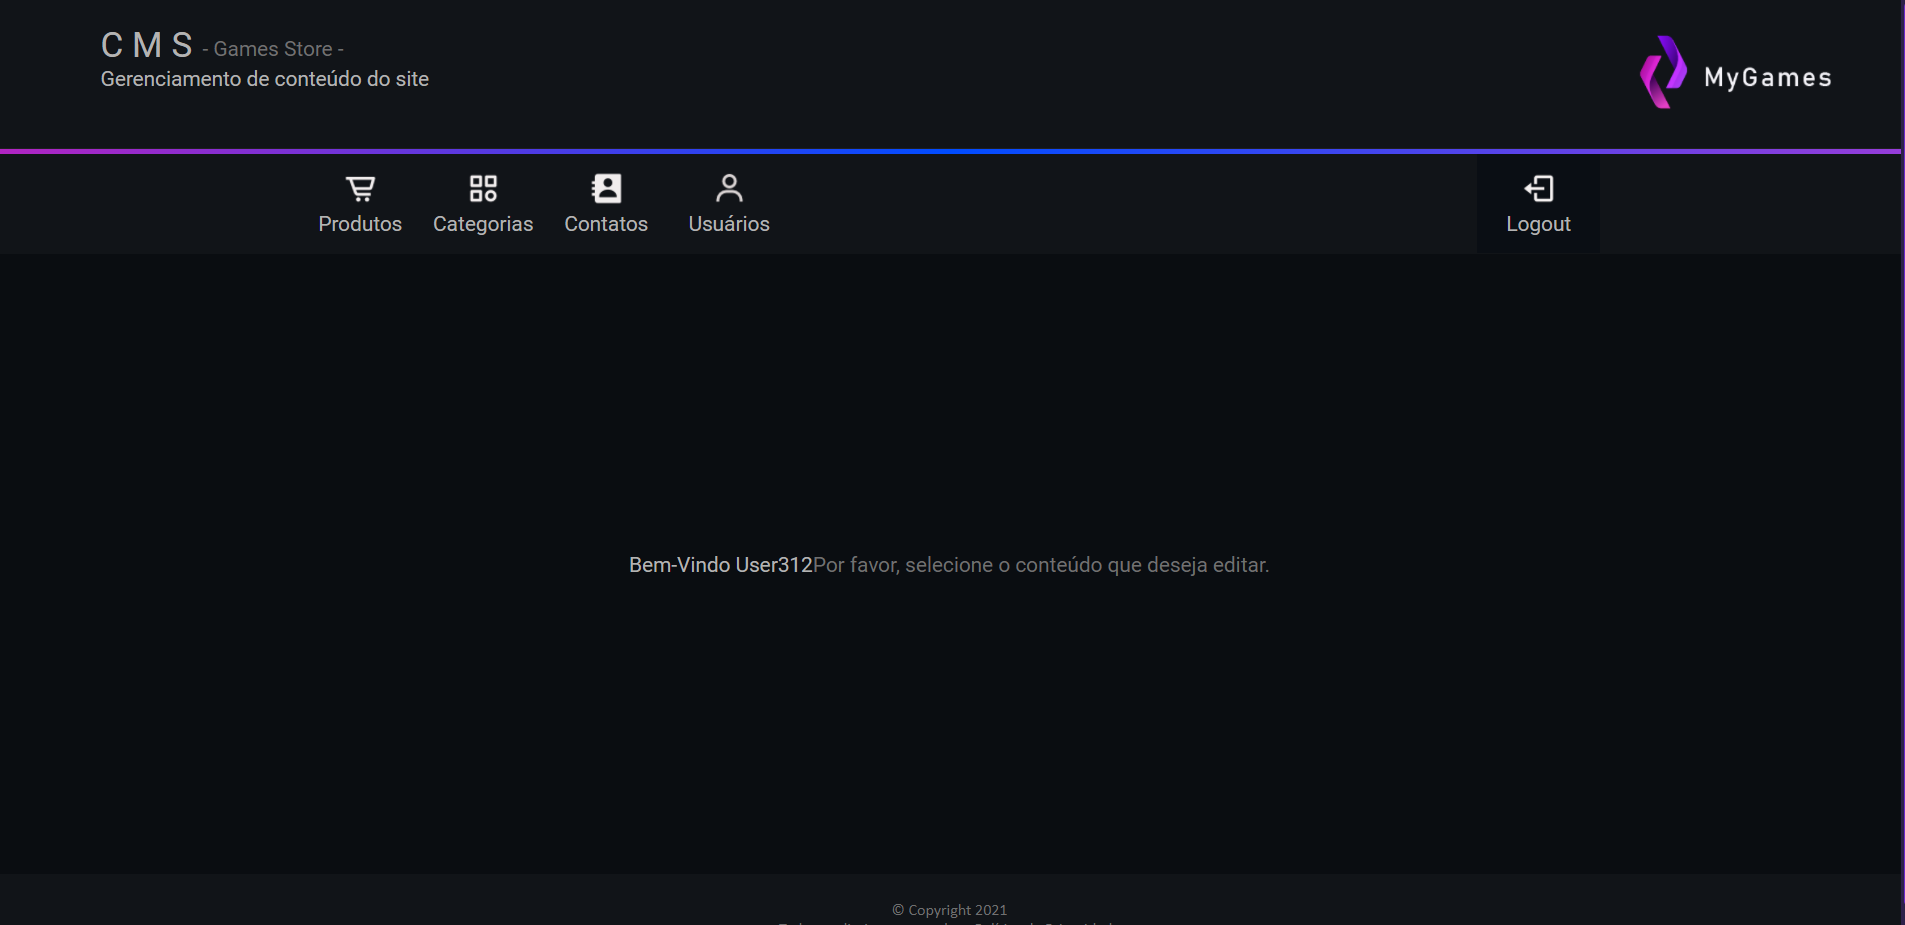 C M S - Games Store -
Gerenciamento de conteúdo do site
MyGames
Produtos
Categorias
Contatos
Usuários
Logout
Bem-Vindo User312Por favor, selecione o conteúdo que deseja editar.
© Copyright 2021